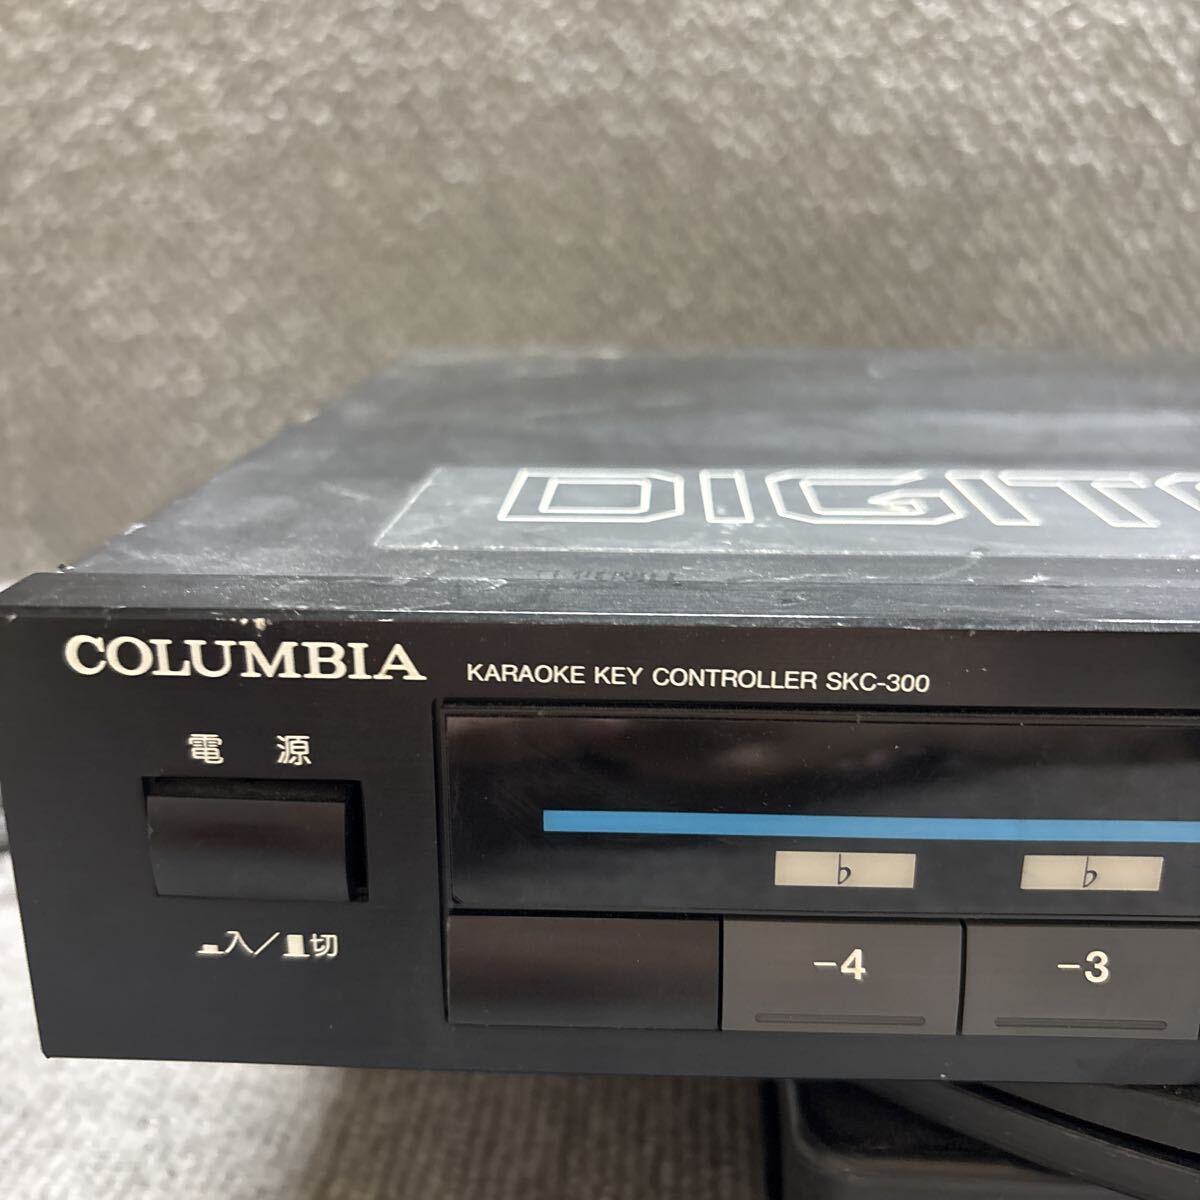 DIGIT
COLUMBIA
KARAOKE KEY CONTROLLER SKC-300
電源
♭ ♭
▂入/▆切
-4 -3